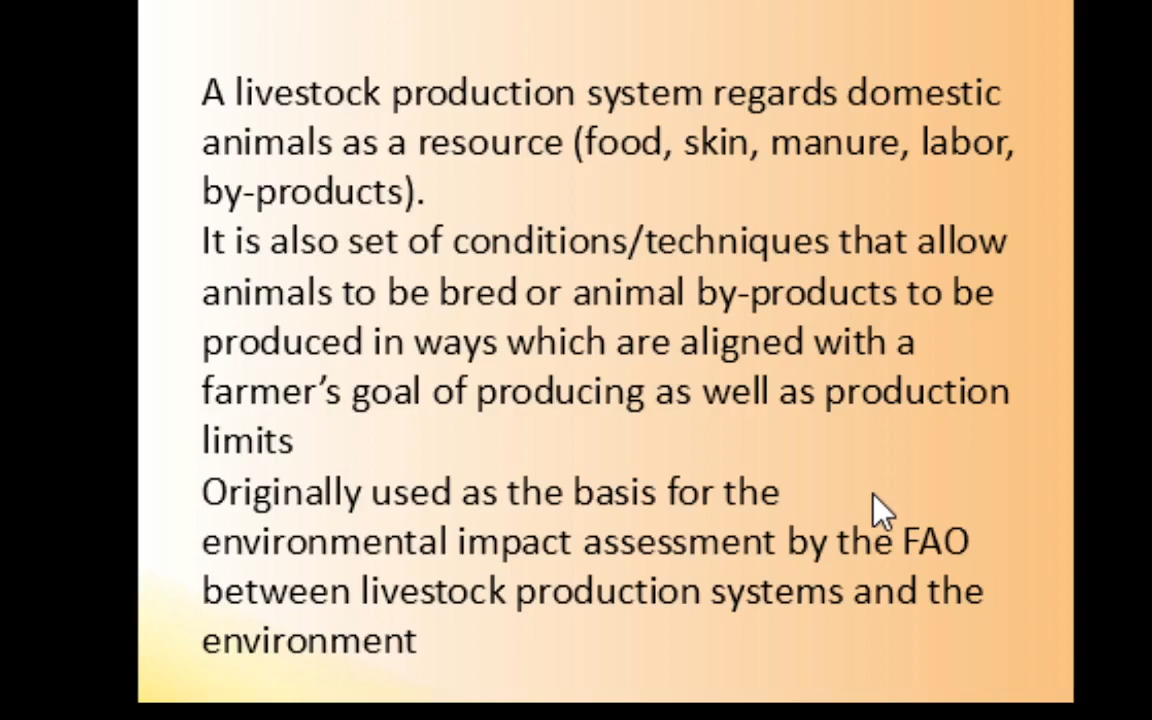 A livestock production system regards domestic
animals as a resource (food, skin, manure, labor,
by-products).
It is also set of conditions/techniques that allow
animals to be bred or animal by-products to be
produced in ways which are aligned with a
farmer’s goal of producing as well as production
limits
Originally used as the basis for the
environmental impact assessment by the FAO
between livestock production systems and the
environment